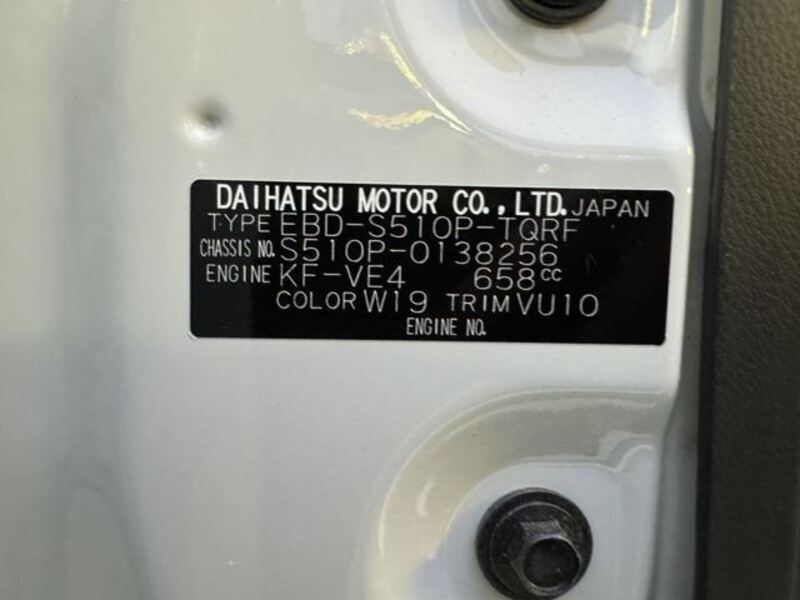 DAIHATSU MOTOR CO., LTD. JAPAN
TYPE EBD-S510P-TQRF
CHASSIS NO. S510P-0138256
ENGINE KF-VE4 658cc
COLOR W19 TRIM VU10
ENGINE NO.